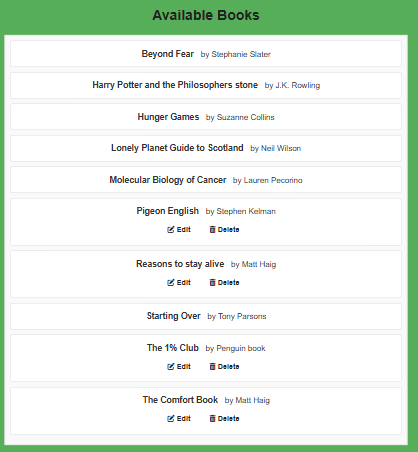 Available Books
Beyond Fear by Stephanie Slater
Harry Potter and the Philosophers stone by J.K. Rowling
Hunger Games by Suzanne Collins
Lonely Planet Guide to Scotland by Neil Wilson
Molecular Biology of Cancer by Lauren Pecorino
Pigeon English by Stephen Kelman
Edit Delete
Reasons to stay alive by Matt Haig
Edit Delete
Starting Over by Tony Parsons
The 1% Club by Penguin book
Edit Delete
The Comfort Book by Matt Haig
Edit Delete